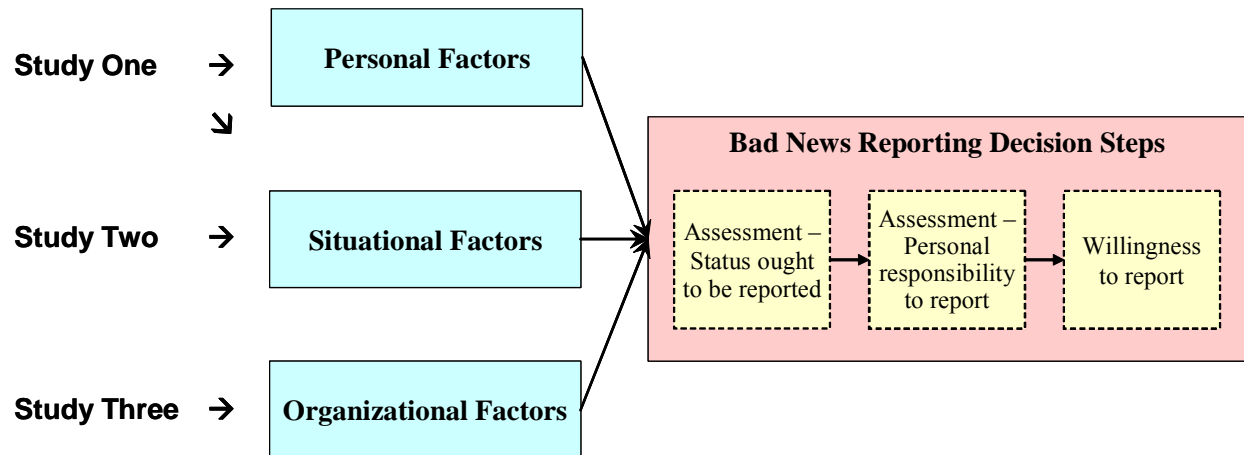 Study One →
Personal Factors
↘
Bad News Reporting Decision Steps
Study Two →
Situational Factors
Assessment –
Status ought
to be reported
Assessment –
Personal
responsibility
to report
Willingness
to report
Study Three →
Organizational Factors